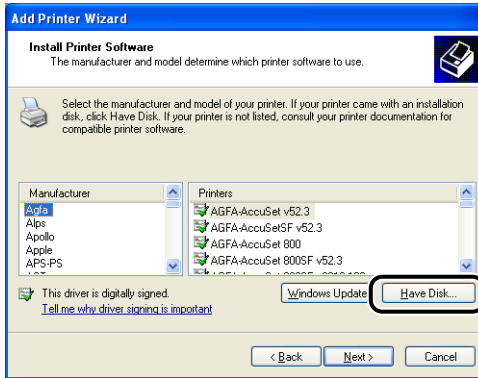 Add Printer Wizard
Install Printer Software
The manufacturer and model determine which printer software to use.
Select the manufacturer and model of your printer. If your printer came with an installation
disk, click Have Disk. If your printer is not listed, consult your printer documentation for
compatible printer software.
Manufacturer
Agfa
Alps
Apollo
Apple
APS-PS
Printers
AGFA-AccuSet v52.3
AGFA-AccuSetSF v52.3
AGFA-AccuSet 800
AGFA-AccuSet 800SF v52.3
This driver is digitally signed.
Tell me why driver signing is important
Windows Update
Have Disk...
< Back
Next >
Cancel